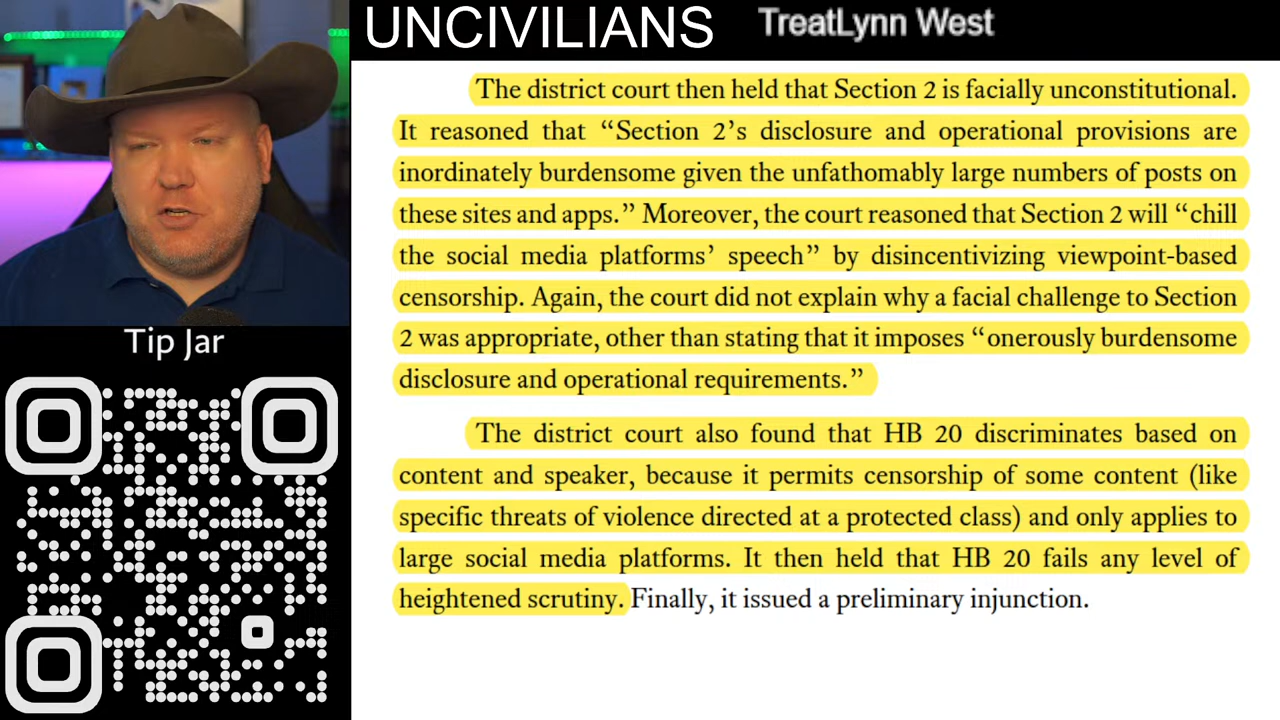 UNCIVILIANS
TreatLynn West
The district court then held that Section 2 is facially unconstitutional.
It reasoned that “Section 2’s disclosure and operational provisions are
inordinately burdensome given the unfathomably large numbers of posts on
these sites and apps.” Moreover, the court reasoned that Section 2 will “chill
the social media platforms’ speech” by disincentivizing viewpoint-based
censorship. Again, the court did not explain why a facial challenge to Section
2 was appropriate, other than stating that it imposes “onerously burdensome
disclosure and operational requirements.”
The district court also found that HB 20 discriminates based on
content and speaker, because it permits censorship of some content (like
specific threats of violence directed at a protected class) and only applies to
large social media platforms. It then held that HB 20 fails any level of
heightened scrutiny. Finally, it issued a preliminary injunction.
Tip Jar